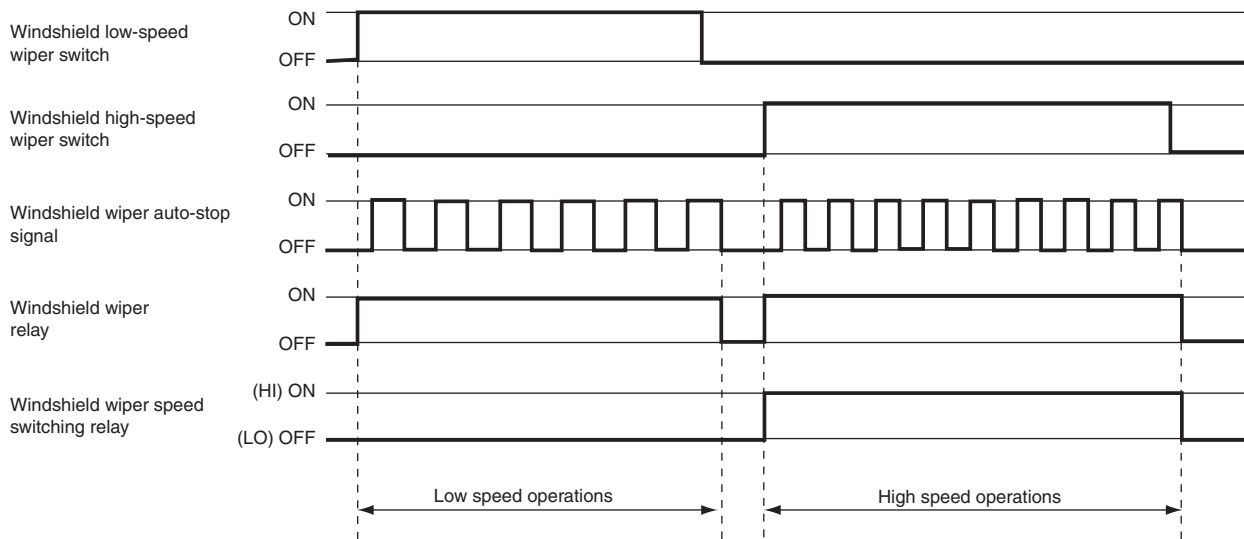 Windshield low-speed
wiper switch
ON
OFF
Windshield high-speed
wiper switch
ON
OFF
Windshield wiper auto-stop
signal
ON
OFF
Windshield wiper
relay
ON
OFF
Windshield wiper speed
switching relay
(HI) ON
(LO) OFF
Low speed operations
High speed operations